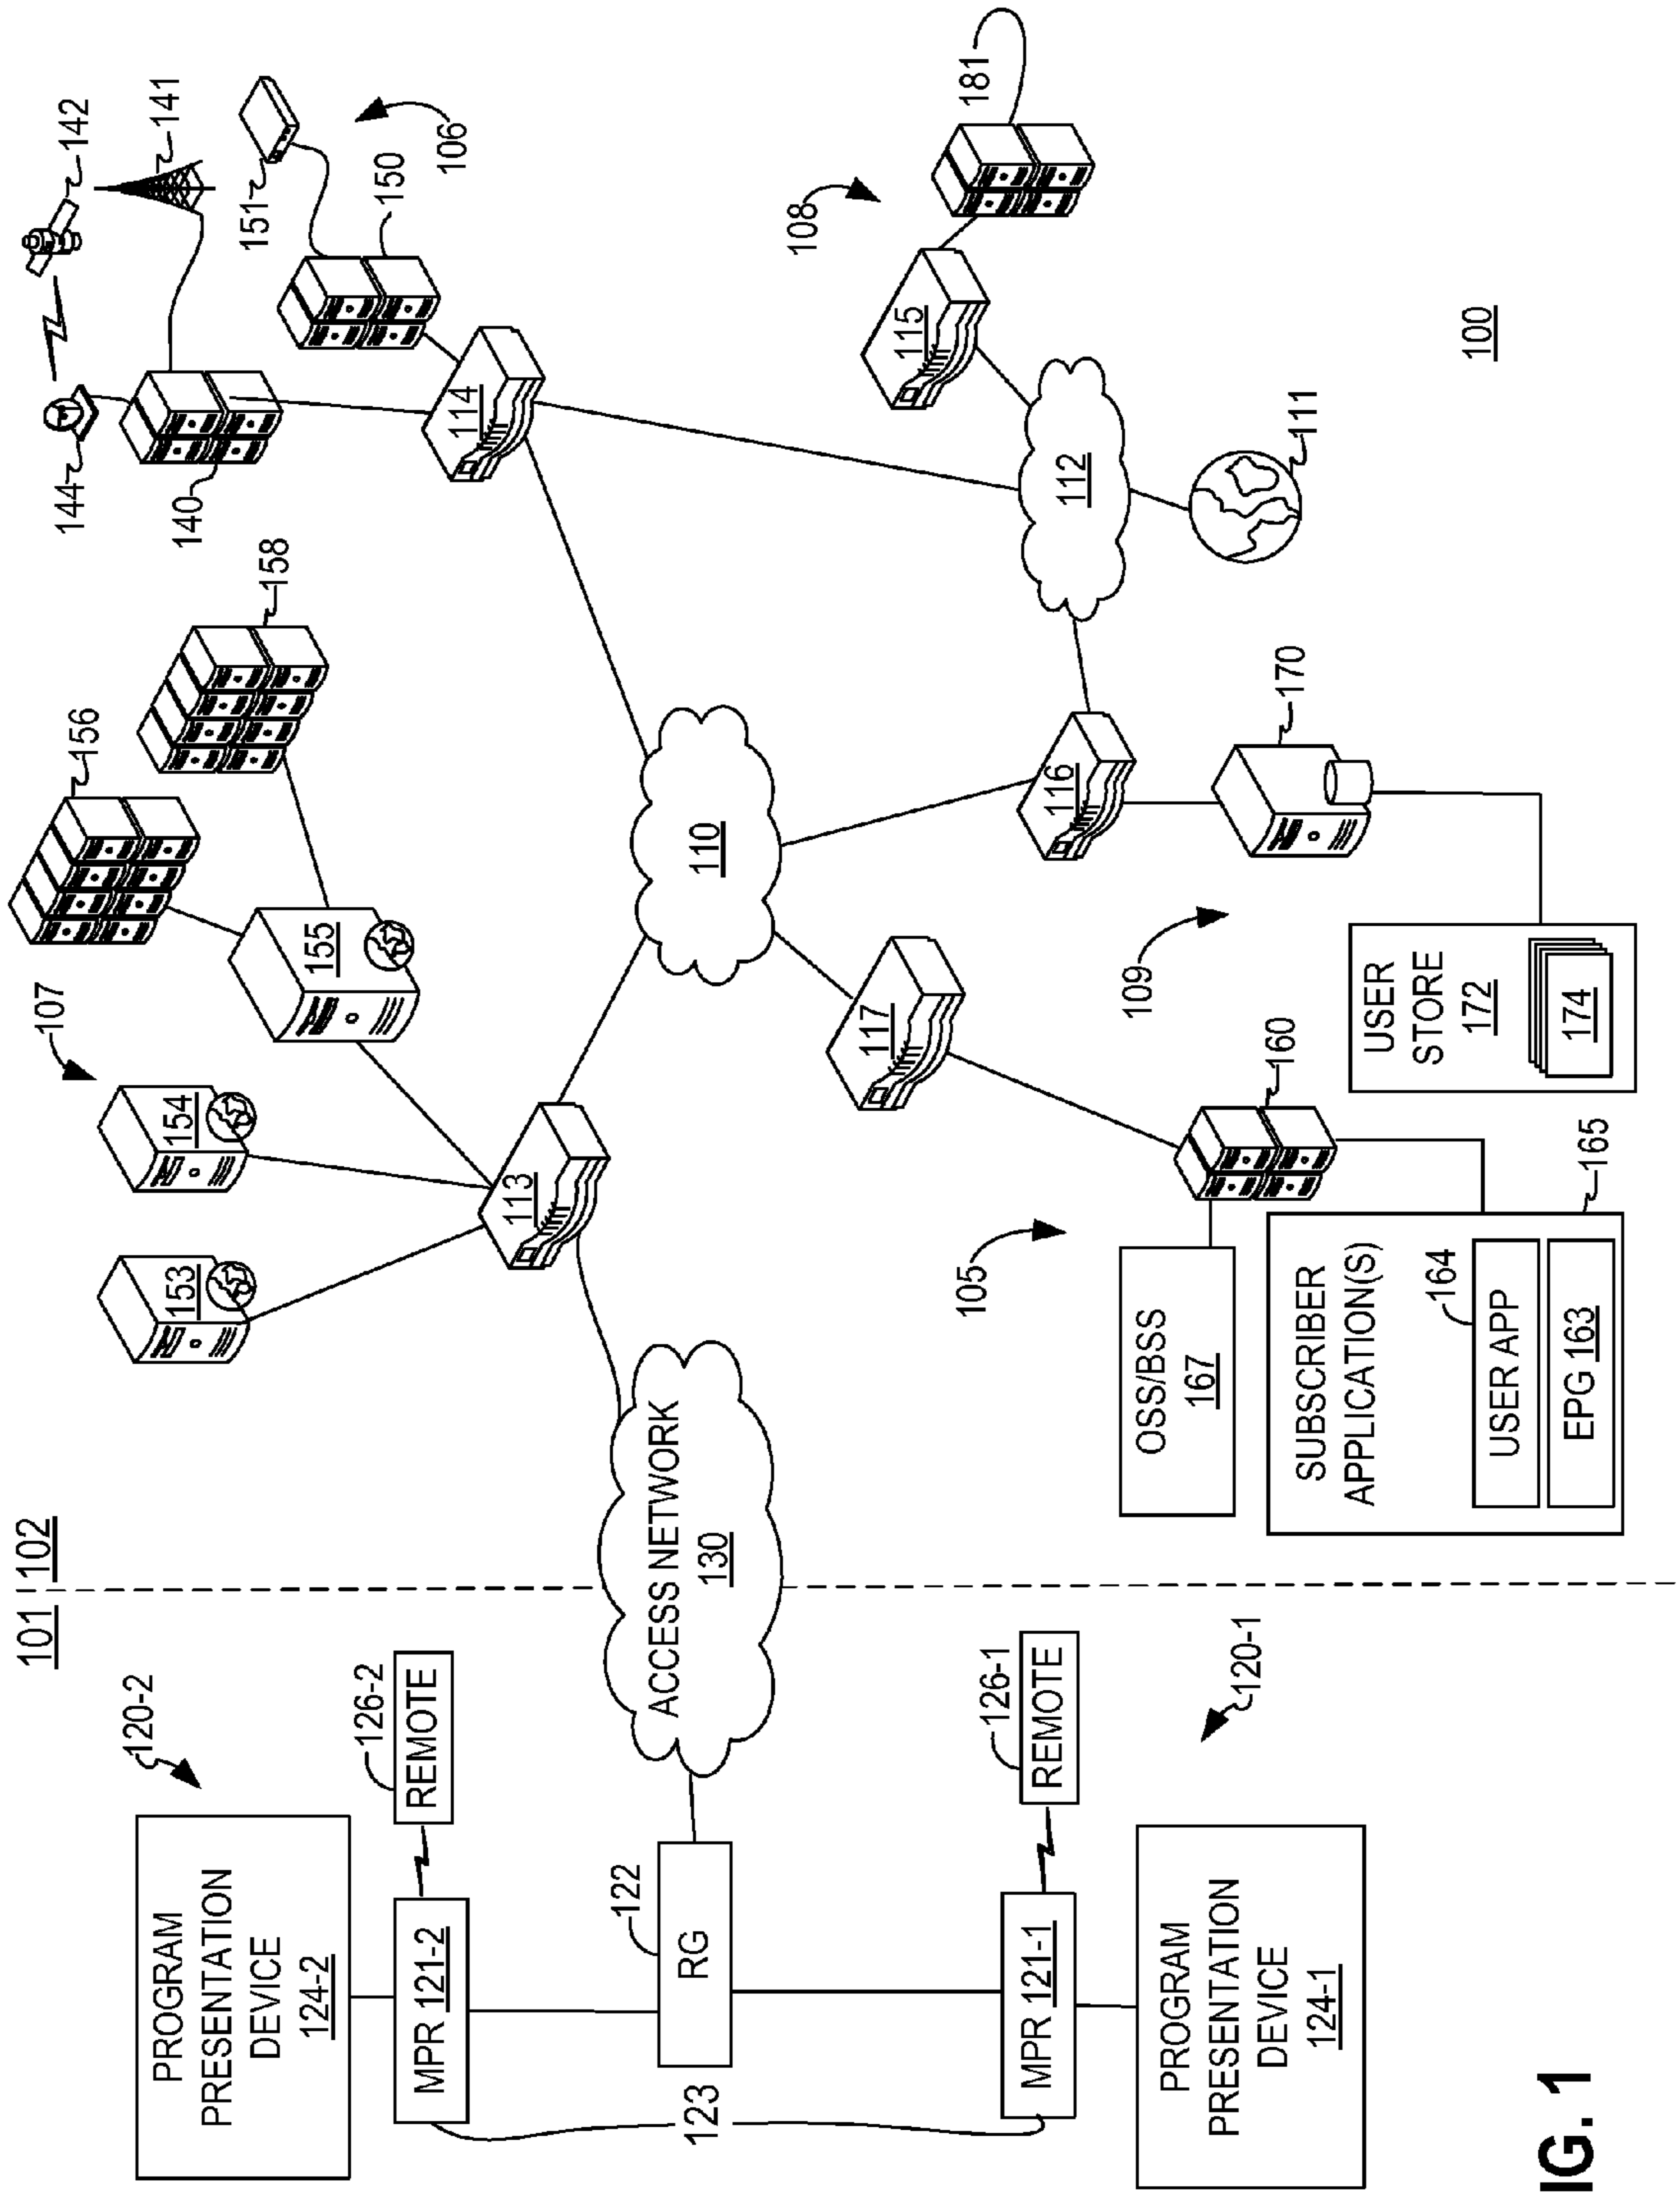 101
102
120-2
107
156
144
142
PROGRAM
PRESENTATION
DEVICE
124-2
126-2
REMOTE
153
154
155
158
140
141
151
106
150
MPR 121-2
114
113
122
RG
123
ACCESS NETWORK
130
110
108
181
115
117
126-1
REMOTE
MPR 121-1
105
116
112
109
PROGRAM
PRESENTATION
DEVICE
124-1
120-1
OSS/BSS
167
160
170
111
SUBSCRIBER
APPLICATION(S)
164
165
USER APP
EPG 163
USER
STORE
172
174
100
IG. 1